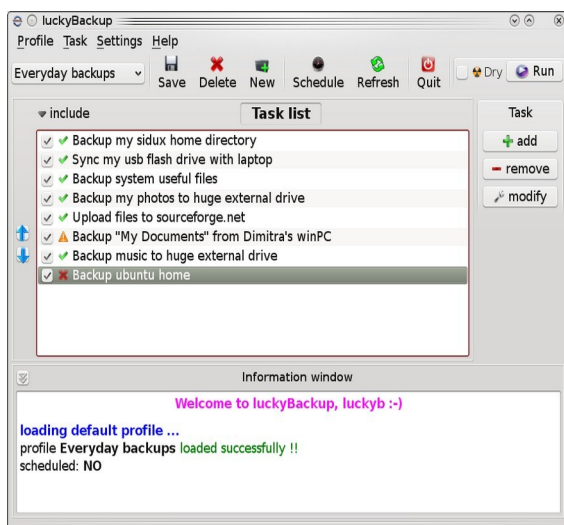 luckyBackup
Profile Task Settings Help
Everyday backups Save Delete New Schedule Refresh Quit Dry Run
include Task list Task
Backup my sidux home directory
Sync my usb flash drive with laptop
Backup system useful files
Backup my photos to huge external drive
Upload files to sourceforge.net
Backup "My Documents" from Dimitra's winPC
Backup music to huge external drive
Backup ubuntu home
add
remove
modify
Information window
Welcome to luckyBackup, luckyb :-)
loading default profile ...
profile Everyday backups loaded successfully !!
scheduled: NO